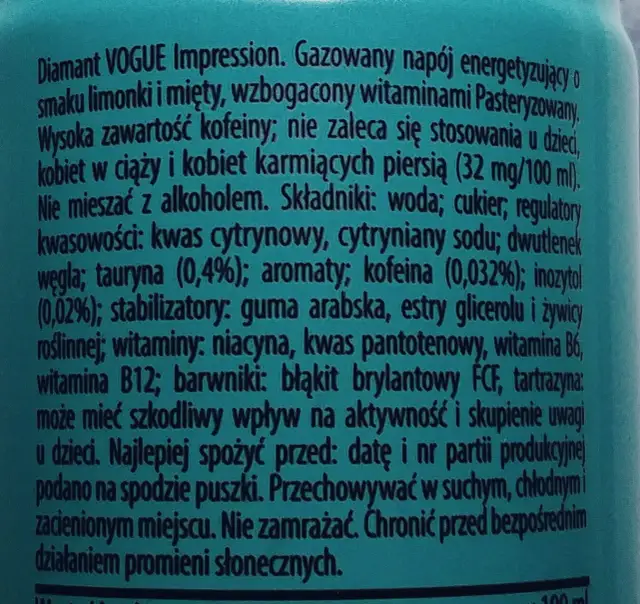 Diamant VOGUE Impression. Gazowany napój energetyzujący o
smaku limonki i mięty, wzbogacony witaminami Pasteryzowany.
Wysoka zawartość kofeiny; nie zaleca się stosowania u dzieci,
kobiet w ciąży i kobiet karmiących piersią (32 mg/100 ml).
Nie mieszać z alkoholem. Składniki: woda; cukier, regulatory
kwasowości: kwas cytrynowy, cytryniany sodu; dwutlenek
węgla; tauryna (0,4%); aromaty; kofeina (0,032%); inozytol
(0,02%); stabilizatory: guma arabska, estry glicerolu i żywicy
roślinnej; witaminy: niacyna, kwas pantotenowy, witamina B6,
witamina B12; barwniki: błąkit brylantowy FCF, tartrazyna:
może mieć szkodliwy wpływ na aktywność i skupienie uwagi
u dzieci. Najlepiej spożyć przed: datę i nr partii produkcyjnej
podano na spodzie puszki. Przechowywać w suchym, chłodnym i
zacienionym miejscu. Nie zamrażać. Chronić przed bezpośrednim
działaniem promieni słonecznych.
100 ml